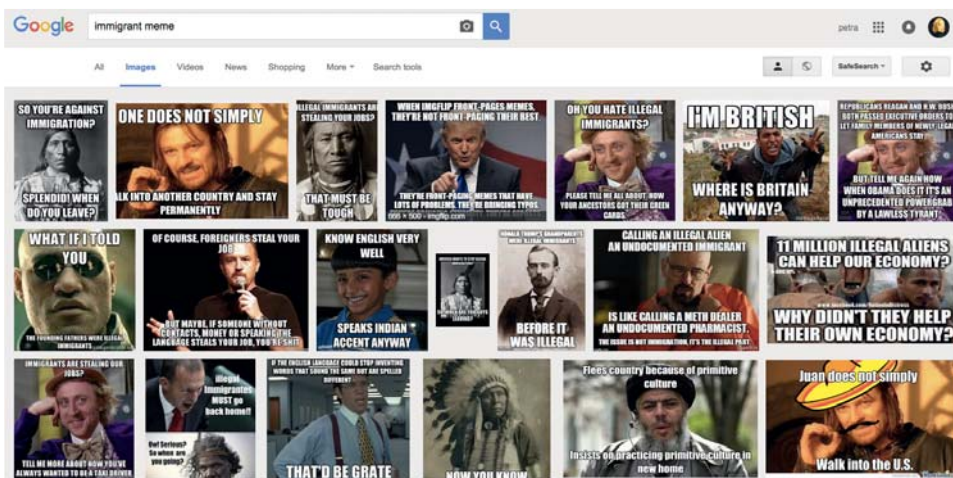 Google
immigrant meme
petra
All
Images
Videos
News
Shopping
More
Search tools
SafeSearch
SO YOU'RE AGAINST
IMMIGRATION?
SPLENDID! WHEN
DO YOU LEAVE?
ONE DOES NOT SIMPLY
ALK INTO ANOTHER COUNTRY AND STAY
PERMANENTLY
ILLEGAL IMMIGRANTS ARE
STEALING YOUR JOBS?
THAT MUST BE
TOUGH
WHEN IMGFLIP FRONT-PAGES MEMES,
THEY'RE NOT FRONT-PAGING THEIR BEST
THEY'RE FRONT-PAGING MEMES THAT HAVE
LOTS OF PROBLEMS. THEY'RE BRINGING TYPOS.
666 × 500 - imgflip.com
OH YOU HATE ILLEGAL
IMMIGRANTS?
PLEASE TELL ME ALL ABOUT HOW
YOUR ANCESTORS GOT THEIR GREEN
CARDS
I'M BRITISH
WHERE IS BRITAIN
ANYWAY?
REPUBLICANS REAGAN AND H.W. BUSH
BOTH PASSED EXECUTIVE ORDERS TO
LET FAMILY MEMBERS OF NEWLY-LEGAL
AMERICANS STAY?
BUT TELL ME AGAIN HOW
WHEN OBAMA DOES IT IT'S AN
UNPRECEDENTED POWERGRAB
BY A LAWLESS TYRANT
WHAT IF I TOLD
YOU
THE FOUNDING FATHERS WERE ILLEGAL
IMMIGRANTS
OF COURSE, FOREIGNERS STEAL YOUR
JOB
BUT MAYBE, IF SOMEONE WITHOUT
CONTACTS, MONEY OR SPEAKING THE
LANGUAGE STEALS YOUR JOB, YOU'RE SHIT
KNOW ENGLISH VERY
WELL
SPEAKS INDIAN
ACCENT ANYWAY
DONALD TRUMP'S GRANDPARENTS
WERE ILLEGAL IMMIGRANTS
BEFORE IT
WAS ILLEGAL
CALLING AN ILLEGAL ALIEN
AN UNDOCUMENTED IMMIGRANT
IS LIKE CALLING A METH DEALER
AN UNDOCUMENTED PHARMACIST.
THE ISSUE IS NOT IMMIGRATION, IT'S THE ILLEGAL PART.
11 MILLION ILLEGAL ALIENS
CAN HELP OUR ECONOMY?
WHY DIDN'T THEY HELP
THEIR OWN ECONOMY?
IMMIGRANTS ARE STEALING OUR
JOBS?
TELL ME MORE ABOUT HOW YOU'VE
ALWAYS WANTED TO BE A TAXI DRIVER
illegal
Immigrantes
MUST go
back home!!
Ow! Serious?
So when are
you going?
IF THE ENGLISH LANGUAGE COULD STOP INVENTING
WORDS THAT SOUND THE SAME BUT ARE SPELLED
DIFFERENT
THAT'D BE GRATE
NOW YOU KNOW
Flees country because of primitive
culture
Insists on practicing primitive culture in
new home
Juan does not simply
Walk into the U.S.